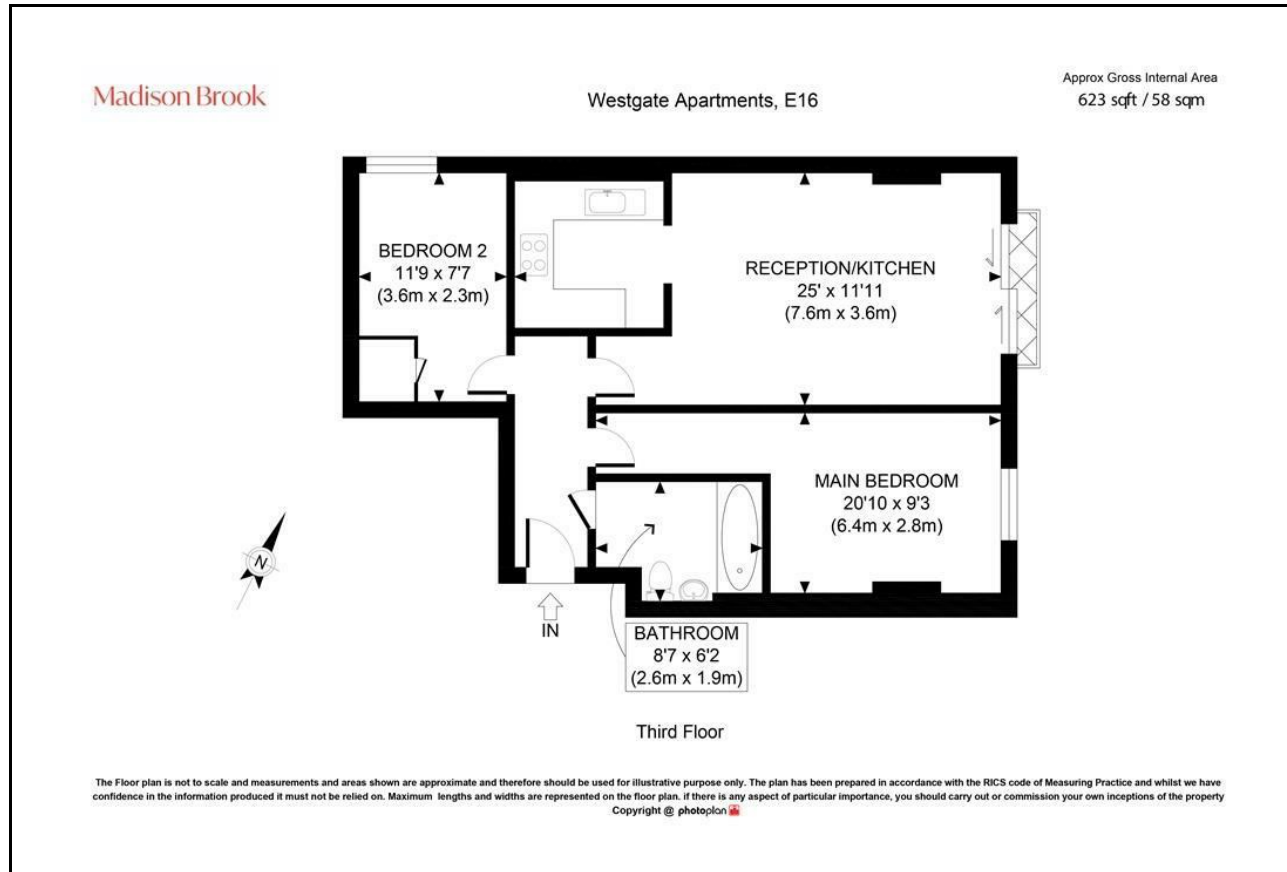 Madison Brook
Westgate Apartments, E16
Approx Gross Internal Area
623 sqft / 58 sqm
BEDROOM 2
11'9 x 7'7
(3.6m x 2.3m)
RECEPTION/KITCHEN
25' x 11'11
(7.6m x 3.6m)
MAIN BEDROOM
20'10 x 9'3
(6.4m x 2.8m)
N
IN
BATHROOM
8'7 x 6'2
(2.6m x 1.9m)
Third Floor
The Floor plan is not to scale and measurements and areas shown are approximate and therefore should be used for illustrative purpose only. The plan has been prepared in accordance with the RICS code of Measuring Practice and whilst we have
confidence in the information produced it must not be relied on. Maximum lengths and widths are represented on the floor plan. if there is any aspect of particular importance, you should carry out or commission your own inceptions of the property
Copyright @ photoplan